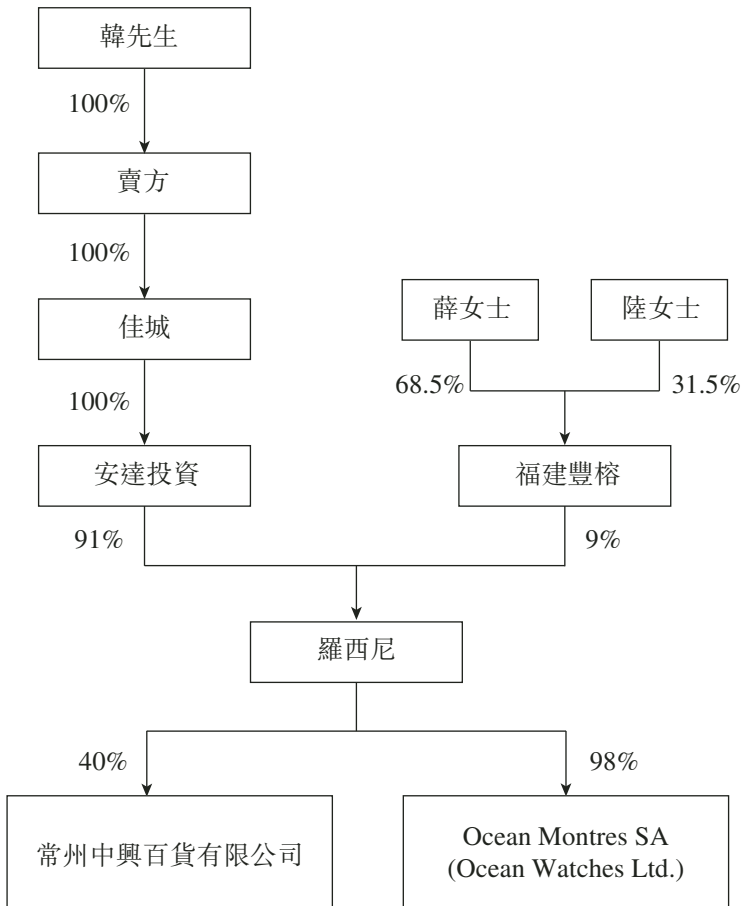 韓先生
100%
賣方
100%
佳城
薛女士
陸女士
100%
68.5%
31.5%
安達投資
福建豐榕
91%
9%
羅西尼
40%
98%
常州中興百貨有限公司
Ocean Montres SA
(Ocean Watches Ltd.)